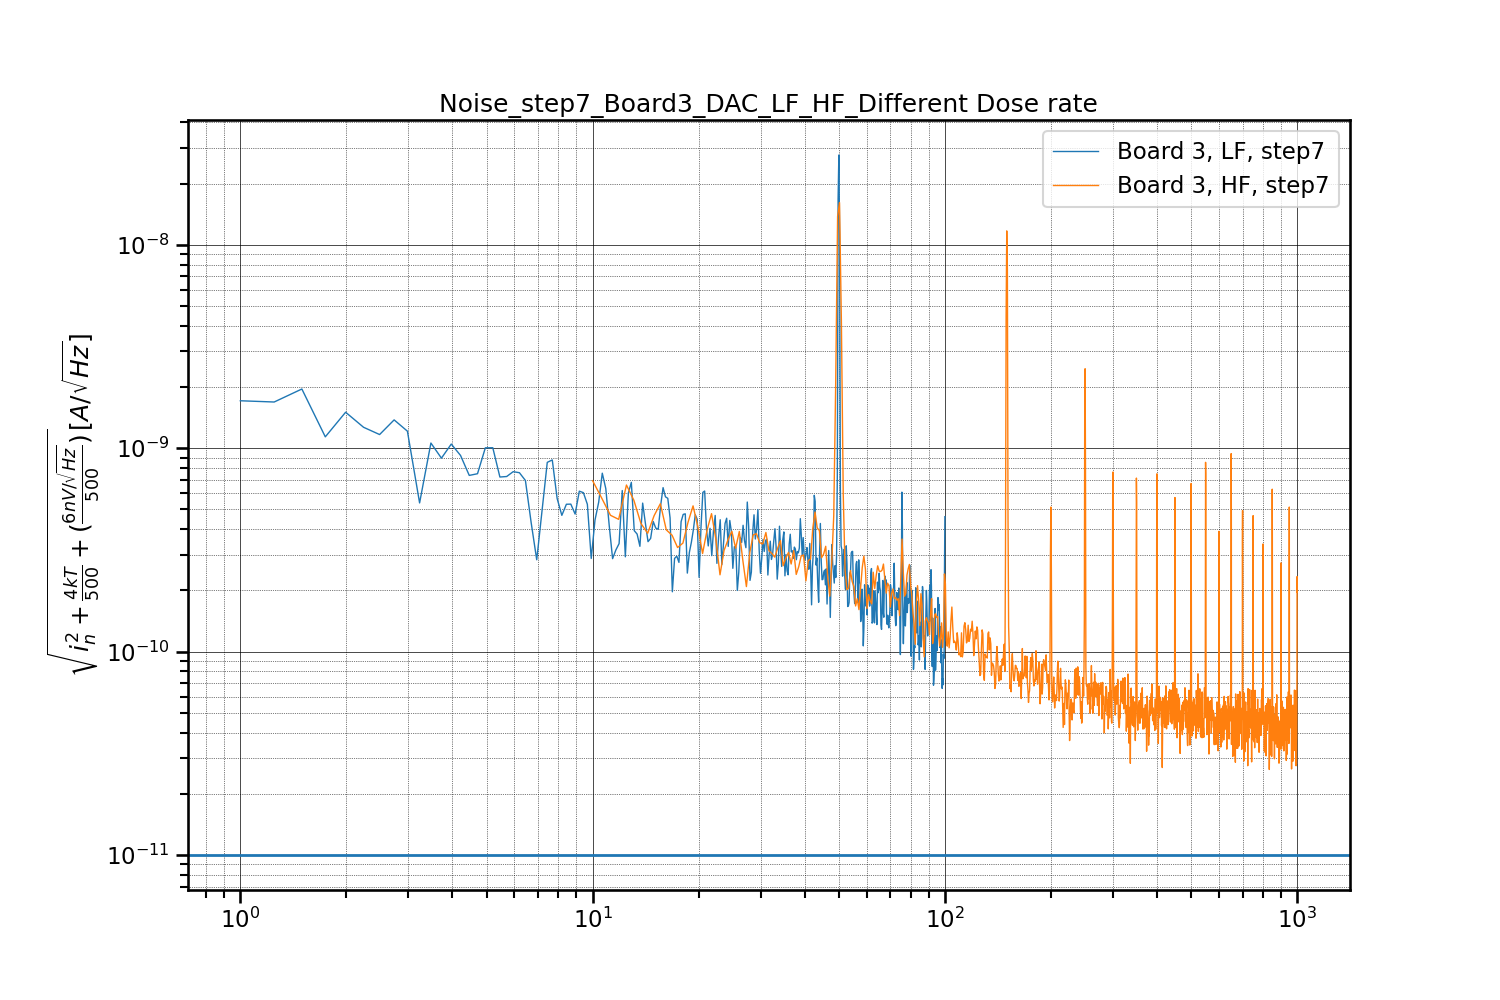 Noise_step7_Board3_DAC_LF_HF_Different Dose rate
Board 3, LF, step7
Board 3, HF, step7
10⁻⁸
10⁻⁹
10⁻¹⁰
10⁻¹¹
√(i_n² + 4kT/500 + (6nV/√Hz/500)) [A/√Hz]
10⁰ 10¹ 10² 10³